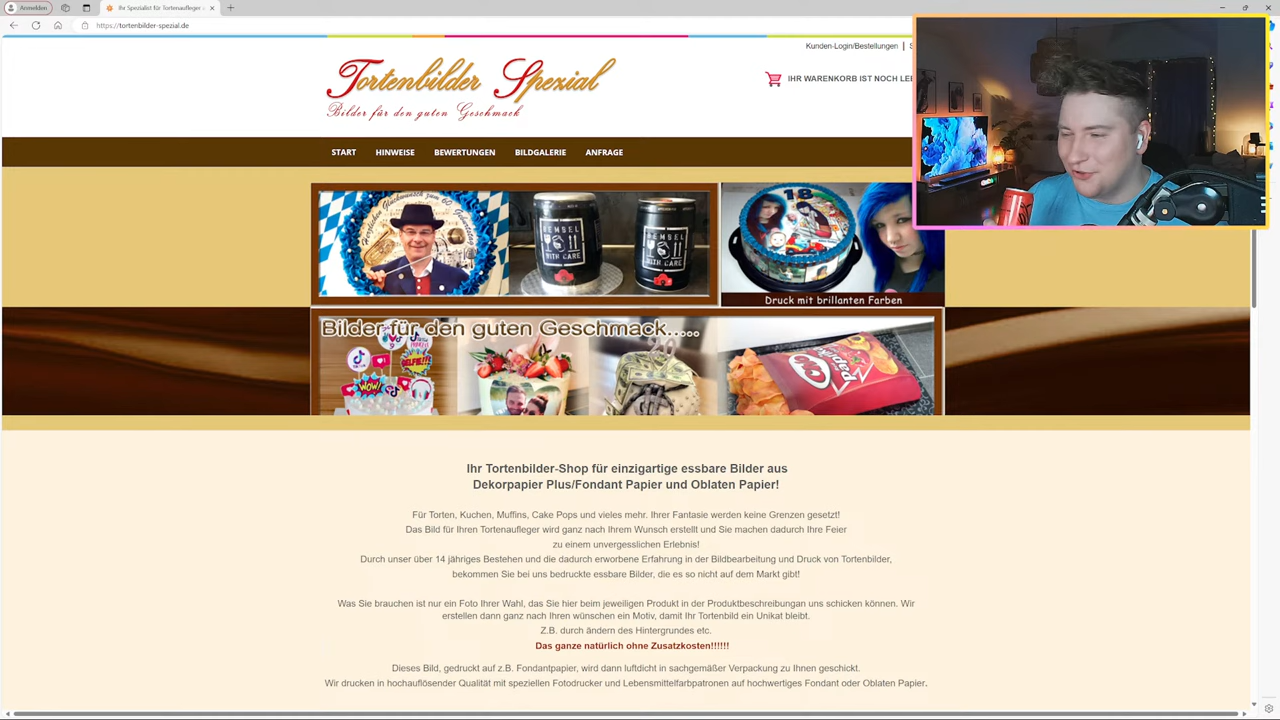 Anmelden
Ihr Spezialist für Tortenaufleger
https://tortenbilder-spezial.de
Kunden-Login/Bestellungen
Tortenbilder Spezial
Bilder für den guten Geschmack
IHR WARENKORB IST NOCH
START HINWEISE BEWERTUNGEN BILDGALERIE ANFRAGE
BEMSEL
WITH CARE
BEMSEL
WITH CARE
18
Druck mit brillanten Farben
Bilder für den guten Geschmack.....
WOW!
Ihr Tortenbilder-Shop für einzigartige essbare Bilder aus
Dekorpapier Plus/Fondant Papier und Oblaten Papier!
Für Torten, Kuchen, Muffins, Cake Pops und vieles mehr. Ihrer Fantasie werden keine Grenzen gesetzt!
Das Bild für Ihren Tortenaufleger wird ganz nach Ihrem Wunsch erstellt und Sie machen dadurch Ihre Feier
zu einem unvergesslichen Erlebnis!
Durch unser über 14 jähriges Bestehen und die dadurch erworbene Erfahrung in der Bildbearbeitung und Druck von Tortenbilder,
bekommen Sie bei uns bedruckte essbare Bilder, die es so nicht auf dem Markt gibt!
Was Sie brauchen ist nur ein Foto Ihrer Wahl, das Sie hier beim jeweiligen Produkt in der Produktbeschreibungan uns schicken können. Wir
erstellen dann ganz nach Ihren wünschen ein Motiv, damit Ihr Tortenbild ein Unikat bleibt.
Z.B. durch ändern des Hintergrundes etc.
Das ganze natürlich ohne Zusatzkosten!!!!!!
Dieses Bild, gedruckt auf z.B. Fondantpapier, wird dann luftdicht in sachgemäßer Verpackung zu Ihnen geschickt.
Wir drucken in hochauflösender Qualität mit speziellen Fotodrucker und Lebensmittelfarbpatronen auf hochwertiges Fondant oder Oblaten Papier.